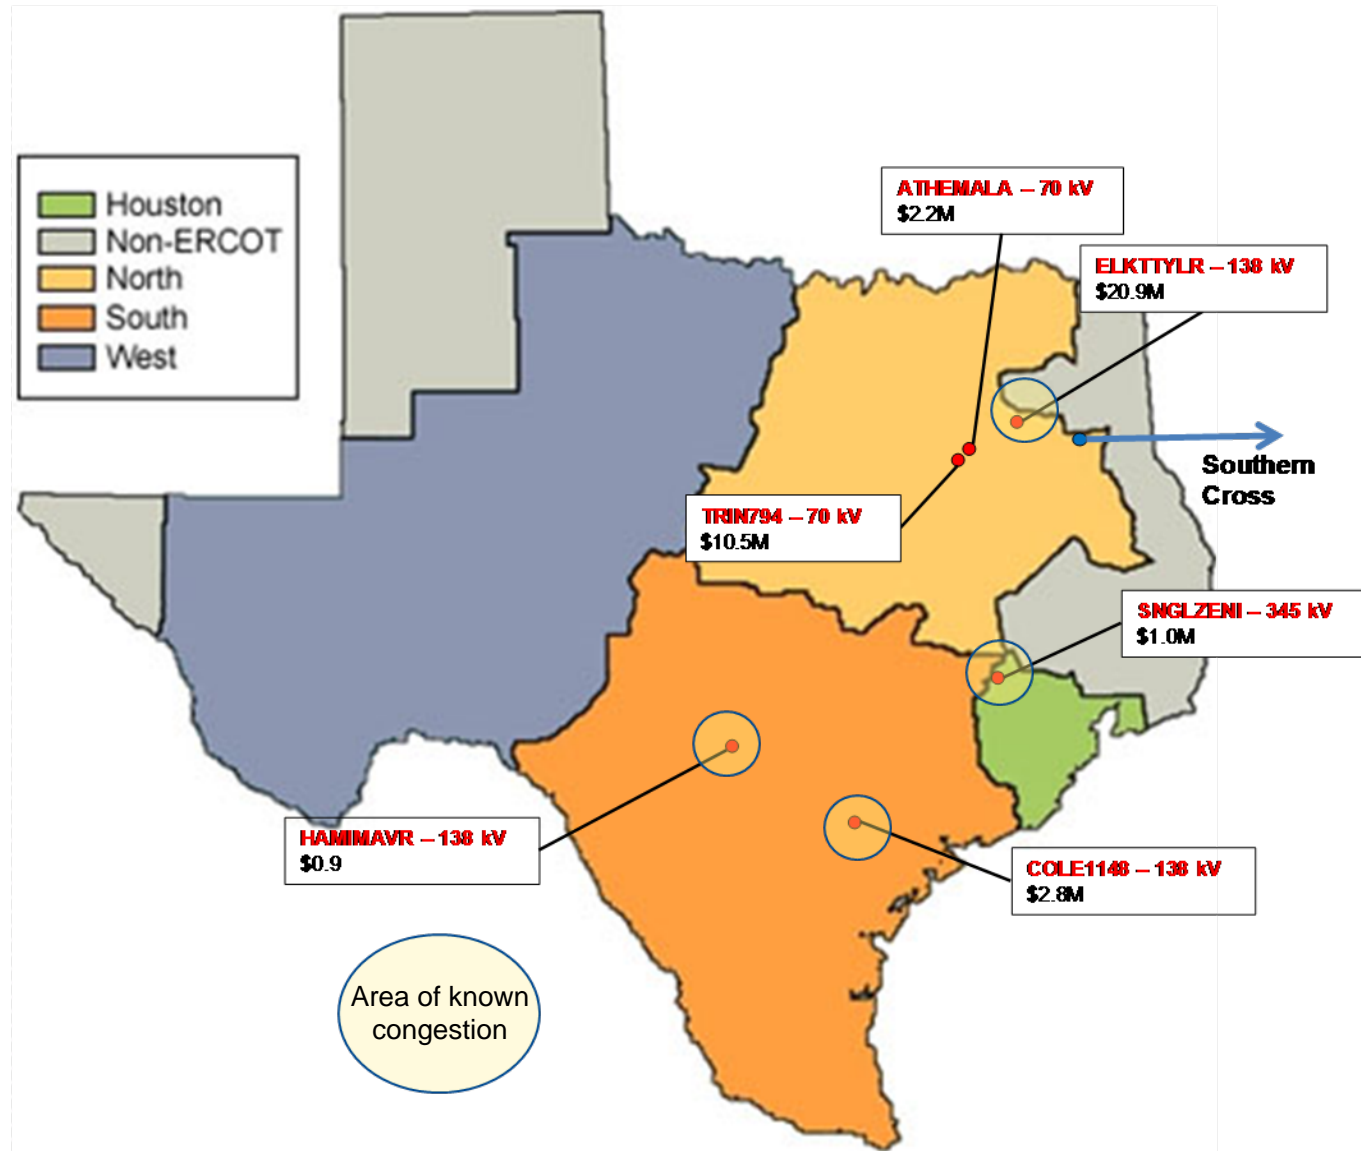 Houston
Non-ERCOT
North
South
West
ATHEMALA – 70 kV
$2.2M
ELKTTYLR – 138 kV
$20.9M
Southern
Cross
TRIN794 – 70 kV
$10.5M
SNGLZENI – 345 kV
$1.0M
HAMIMAVR – 138 kV
$0.9
COLE1148 – 138 kV
$2.8M
Area of known
congestion